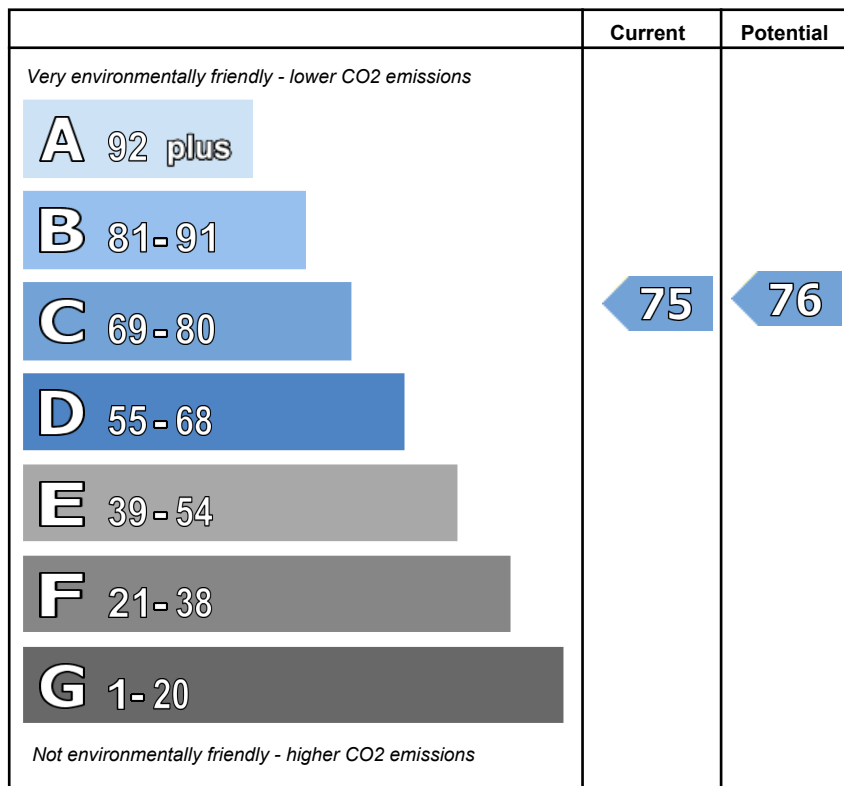 Current Potential
Very environmentally friendly - lower CO2 emissions
A 92 plus
B 81-91
C 69-80 75 76
D 55-68
E 39-54
F 21-38
G 1-20
Not environmentally friendly - higher CO2 emissions